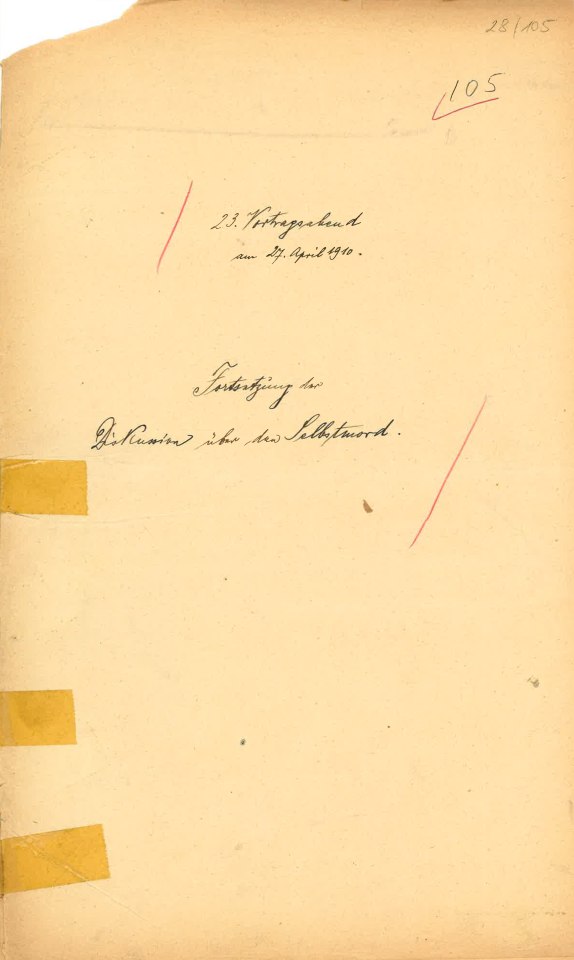 28/105
105
23. Vortragsabend
am 27. April 1910.
Fortsetzung der
Diskussion über den Selbstmord.